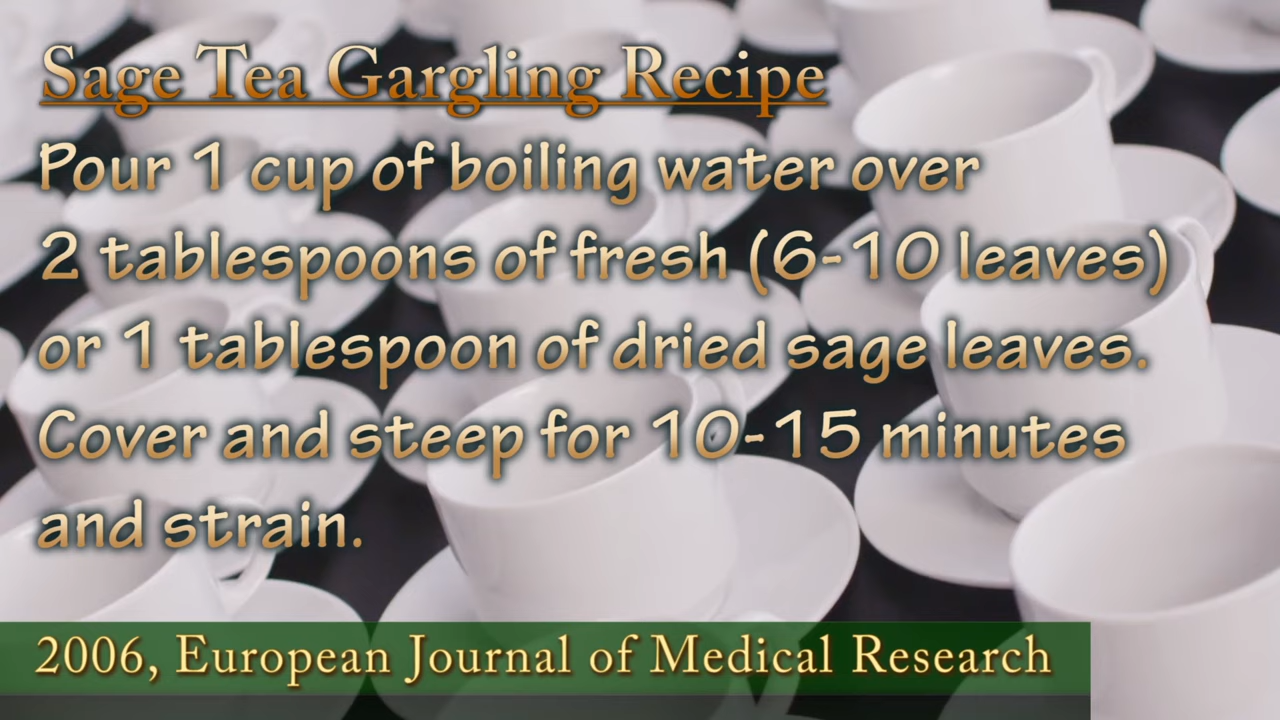 Sage Tea Gargling Recipe
Pour 1 cup of boiling water over
2 tablespoons of fresh (6-10 leaves)
or 1 tablespoon of dried sage leaves.
Cover and steep for 10-15 minutes
and strain.
2006, European Journal of Medical Research